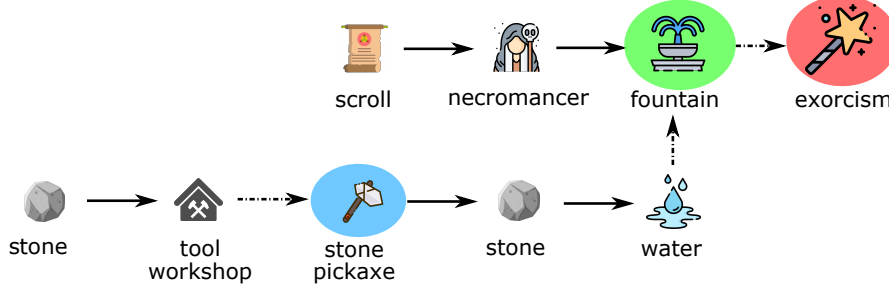 scroll
necromancer
fountain
exorcism
stone
tool
workshop
stone
pickaxe
stone
water